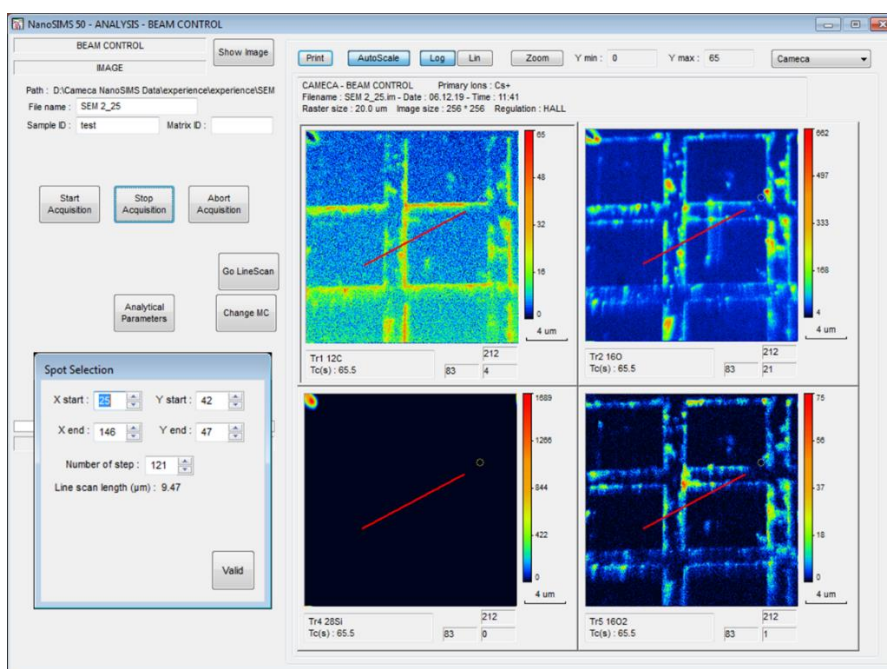 NanoSIMS 50 - ANALYSIS - BEAM CONTROL
BEAM CONTROL
Show Image
IMAGE
Path : D:\Cameca NanoSIMS Data\experience\experience\SEM
File name : SEM 2_25
Sample ID : test Matrix ID :
Start Acquisition
Stop Acquisition
Abort Acquisition
Go LineScan
Analytical Parameters
Change MC
Spot Selection
X start : 25 Y start : 42
X end : 146 Y end : 47
Number of step : 121
Line scan length (µm) : 9.47
Valid
Print AutoScale Log Lin Zoom Y min : 0 Y max : 65 Cameca
CAMECA - BEAM CONTROL Primary Ions : Cs+
Filename : SEM 2_25.im - Date : 06.12.19 - Time : 11:41
Raster size : 20.0 um Image size : 256 * 256 Regulation : HALL
65
48
32
16
0
4 um
Tr1 12C
Tc(s) : 65.5
212
83 4
662
497
333
168
4
4 um
Tr2 16O
Tc(s) : 65.5
212
83 21
1689
1266
844
422
0
4 um
Tr4 28Si
Tc(s) : 65.5
212
83 0
75
56
37
18
0
4 um
Tr5 16O2
Tc(s) : 65.5
212
83 1